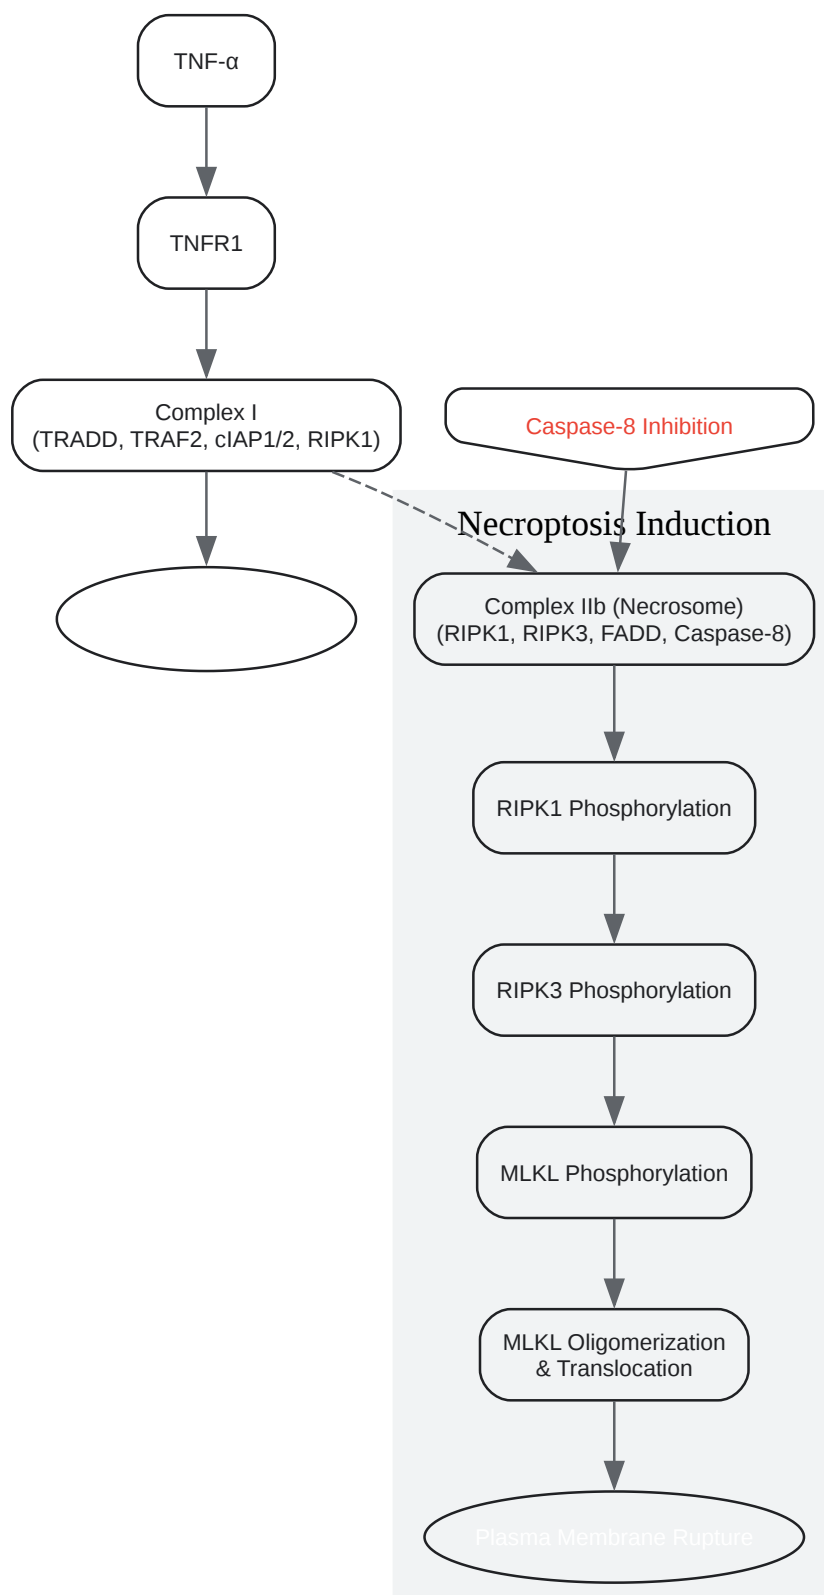 TNF-α
TNFR1
Complex I
(TRADD, TRAF2, cIAP1/2, RIPK1)
Caspase-8 Inhibition
Necroptosis Induction
Complex IIb (Necrosome)
(RIPK1, RIPK3, FADD, Caspase-8)
RIPK1 Phosphorylation
RIPK3 Phosphorylation
MLKL Phosphorylation
MLKL Oligomerization
& Translocation
Plasma Membrane Rupture